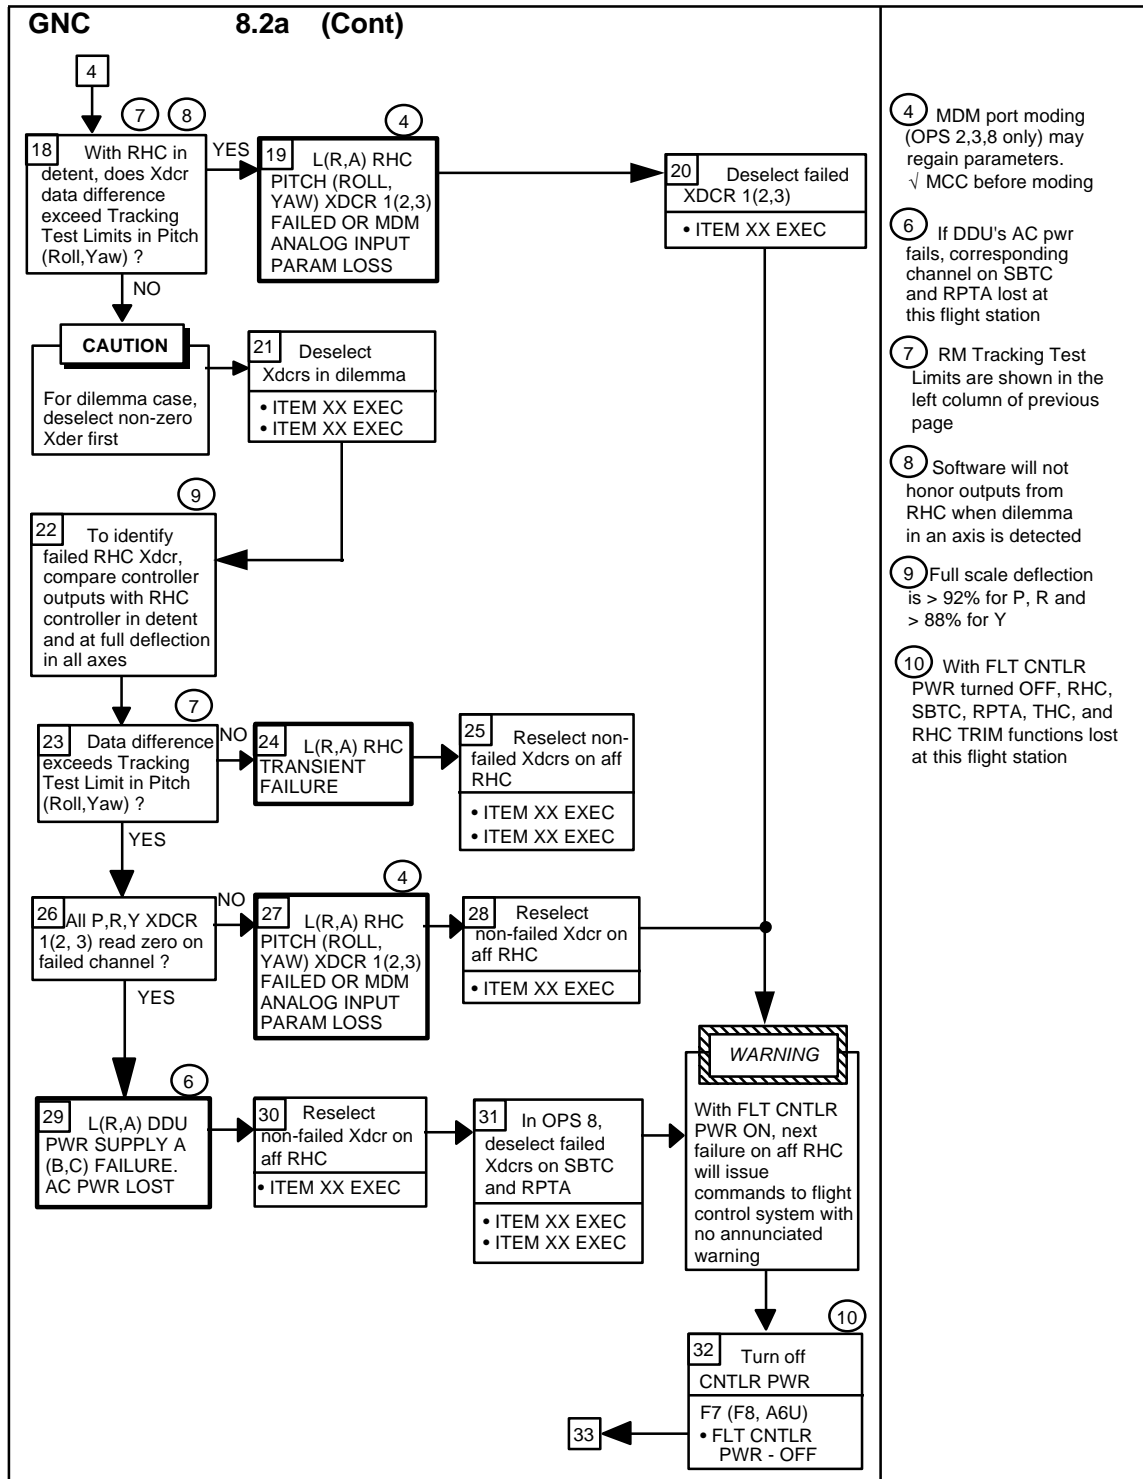 GNC 8.2a (Cont)
4
7 8
18 With RHC in
detent, does Xdcr
data difference
exceed Tracking
Test Limits in Pitch
(Roll,Yaw) ?
YES
NO
4
19 L(R,A) RHC
PITCH (ROLL,
YAW) XDCR 1(2,3)
FAILED OR MDM
ANALOG INPUT
PARAM LOSS
20 Deselect failed
XDCR 1(2,3)
• ITEM XX EXEC
CAUTION
For dilemma case,
deselect non-zero
Xder first
21 Deselect
Xdcrs in dilemma
• ITEM XX EXEC
• ITEM XX EXEC
9
22 To identify
failed RHC Xdcr,
compare controller
outputs with RHC
controller in detent
and at full deflection
in all axes
7
23 Data difference
exceeds Tracking
Test Limit in Pitch
(Roll,Yaw) ?
NO
YES
24 L(R,A) RHC
TRANSIENT
FAILURE
25 Reselect non-
failed Xdcrs on aff
RHC
• ITEM XX EXEC
• ITEM XX EXEC
26 All P,R,Y XDCR
1(2, 3) read zero on
failed channel ?
NO
YES
4
27 L(R,A) RHC
PITCH (ROLL,
YAW) XDCR 1(2,3)
FAILED OR MDM
ANALOG INPUT
PARAM LOSS
28 Reselect
non-failed Xdcr on
aff RHC
• ITEM XX EXEC
6
29 L(R,A) DDU
PWR SUPPLY A
(B,C) FAILURE.
AC PWR LOST
30 Reselect
non-failed Xdcr on
aff RHC
• ITEM XX EXEC
31 In OPS 8,
deselect failed
Xdcrs on SBTC
and RPTA
• ITEM XX EXEC
• ITEM XX EXEC
WARNING
With FLT CNTLR
PWR ON, next
failure on aff RHC
will issue
commands to flight
control system with
no annunciated
warning
10
32 Turn off
CNTLR PWR
F7 (F8, A6U)
• FLT CNTLR
PWR - OFF
33
4 MDM port moding
(OPS 2,3,8 only) may
regain parameters.
√ MCC before moding
6 If DDU's AC pwr
fails, corresponding
channel on SBTC
and RPTA lost at
this flight station
7 RM Tracking Test
Limits are shown in the
left column of previous
page
8 Software will not
honor outputs from
RHC when dilemma
in an axis is detected
9 Full scale deflection
is > 92% for P, R and
> 88% for Y
10 With FLT CNTLR
PWR turned OFF, RHC,
SBTC, RPTA, THC, and
RHC TRIM functions lost
at this flight station